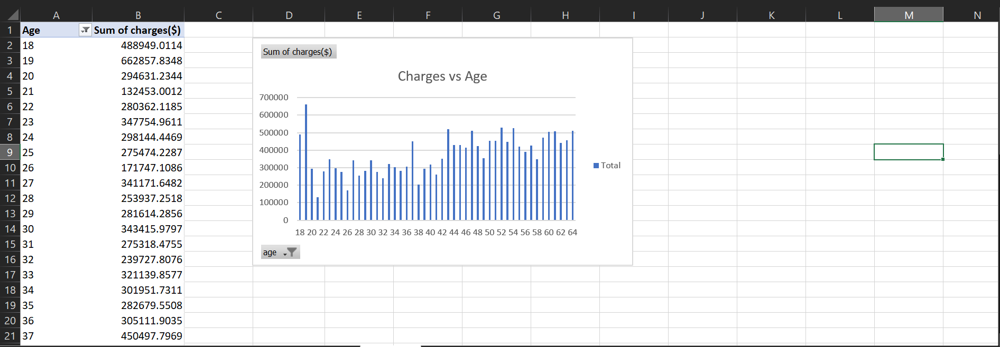 A B C D E F G H I J K L M N
1 Age Sum of charges($)
2 18 488949.0114
3 19 662857.8348
4 20 294631.2344
5 21 132453.0012
6 22 280362.1185
7 23 347754.9611
8 24 298144.4469
9 25 275474.2287
10 26 171747.1086
11 27 341171.6482
12 28 253937.2518
13 29 281614.2856
14 30 343415.9797
15 31 275318.4755
16 32 239727.8076
17 33 321139.8577
18 34 301951.7311
19 35 282679.5508
20 36 305111.9035
21 37 450497.7969
Sum of charges($)
Charges vs Age
700000
600000
500000
400000
300000
200000
100000
0
18 20 22 24 26 28 30 32 34 36 38 40 42 44 46 48 50 52 54 56 58 60 62 64
Total
age